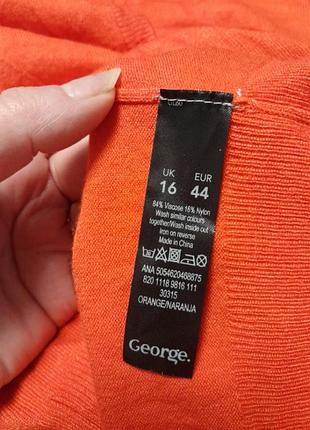 UK EUR
16 44
84% Viscose 16% Nylon
Wash similar colours
together/Wash inside out
Iron on reverse
Made in China
ANA 5054620468875
820 1118 9816 111
30315
ORANGE/NARANJA
George.